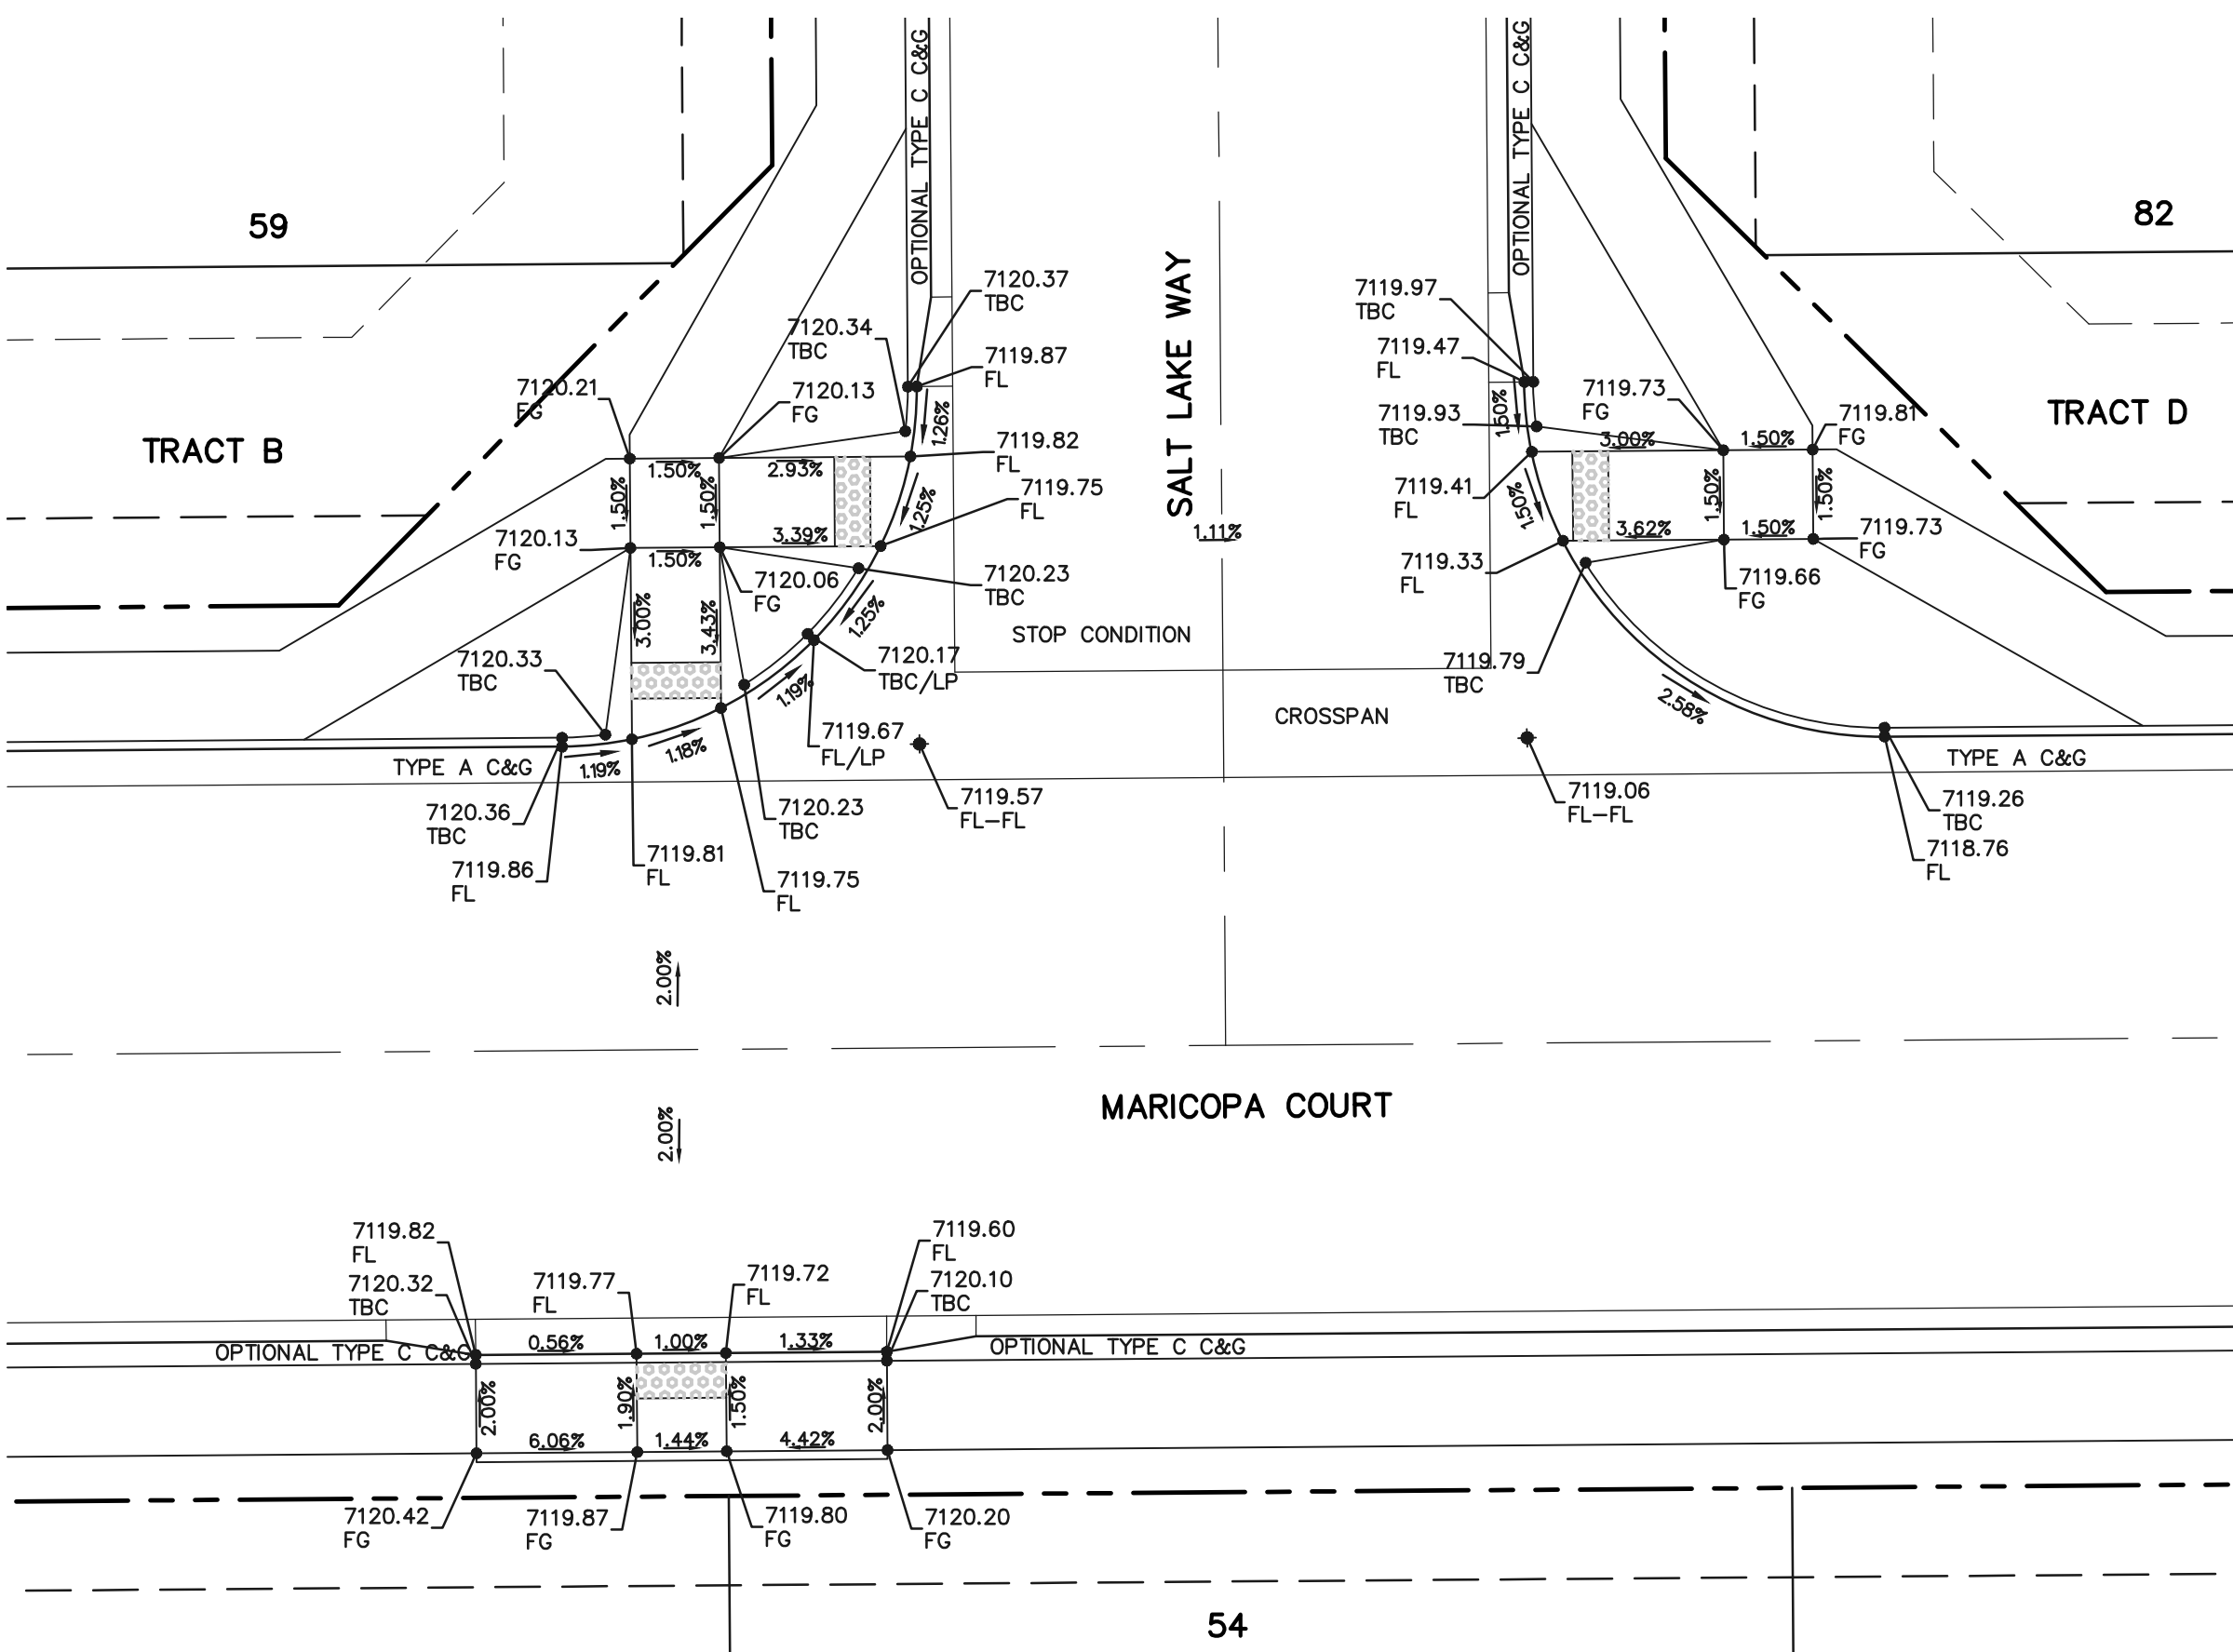 OPTIONAL TYPE C C&G
OPTIONAL TYPE C C&G
59
82
SALT LAKE WAY
7120.37
TBC
7119.97
TBC
7120.34
TBC
7119.87
FL
7119.47
FL
7120.21
FG
7120.13
FG
7119.73
FG
7119.81
FG
TRACT B
TRACT D
1.26%
1.50%
7119.93
TBC
7119.82
FL
3.00%
1.50%
1.50%
2.93%
1.50%
1.50%
1.25%
7119.75
FL
7119.41
FL
1.50%
1.50%
1.50%
7120.13
FG
3.39%
1.11%
3.62%
1.50%
7119.73
FG
1.50%
7120.06
FG
7120.23
TBC
7119.33
FL
7119.66
FG
3.00%
3.43%
1.25%
STOP CONDITION
7120.33
TBC
7120.17
TBC/LP
7119.79
TBC
1.19%
2.58%
CROSSPAN
1.18%
7119.67
FL/LP
TYPE A C&G
1.19%
TYPE A C&G
7120.36
TBC
7120.23
TBC
7119.57
FL-FL
7119.06
FL-FL
7119.26
TBC
7119.86
FL
7119.81
FL
7119.75
FL
7118.76
FL
2.00%
MARICOPA COURT
2.00%
7119.82
FL
7119.60
FL
7120.32
TBC
7119.77
FL
7119.72
FL
7120.10
TBC
OPTIONAL TYPE C C&G
0.56%
1.00%
1.33%
OPTIONAL TYPE C C&G
2.00%
1.90%
1.50%
2.00%
6.06%
1.44%
4.42%
7120.42
FG
7119.87
FG
7119.80
FG
7120.20
FG
54